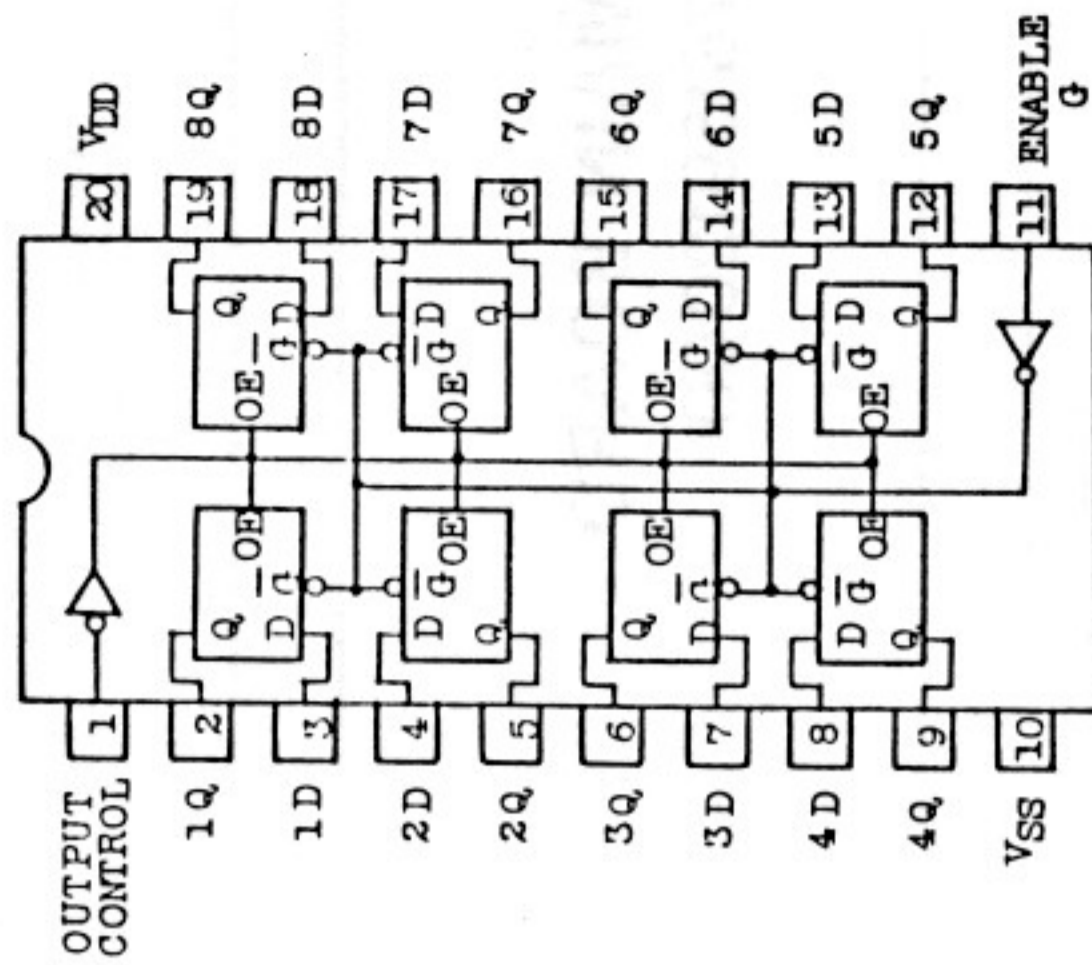 OUTPUT
CONTROL
1Q
1D
2D
2Q
3Q
3D
4D
4Q
VSS
1
2
3
4
5
6
7
8
9
10
Q
D
G
OE
D
G
Q
OE
Q
D
G
OE
D
G
Q
OE
OE
G
D
Q
OE
G
D
Q
OE
G
D
Q
OE
G
D
Q
20
19
18
17
16
15
14
13
12
11
VDD
8Q
8D
7D
7Q
6Q
6D
5D
5Q
ENABLE
G